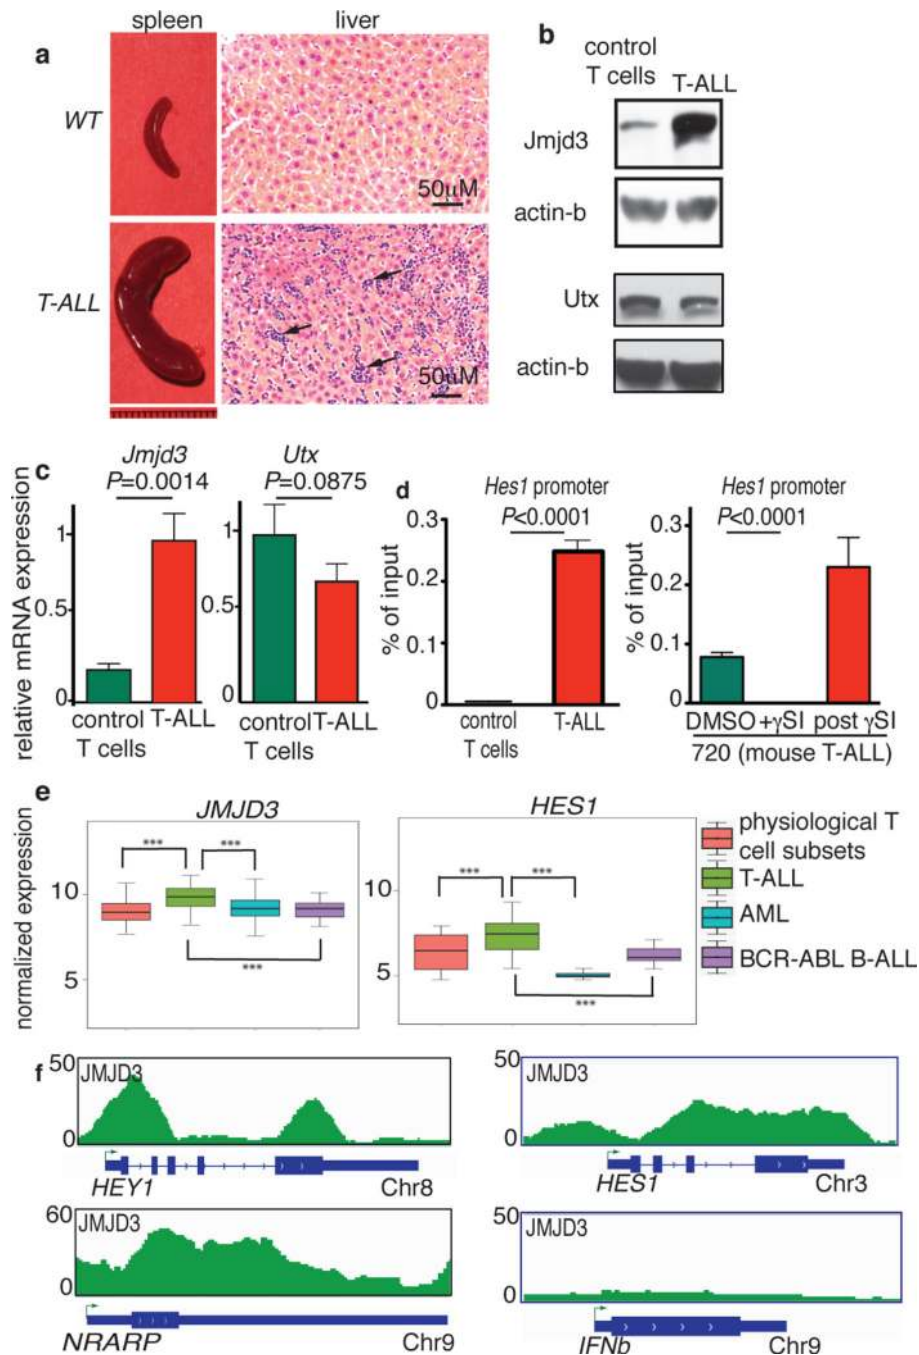 spleen liver
a
WT
50µM
T-ALL
50µM
b
control
T cells T-ALL
Jmjd3
actin-b
Utx
actin-b
c
Jmjd3 Utx
P=0.0014 P=0.0875
relative mRNA expression
1
0.5
0
control T-ALL
T cells
1
0.5
0
control T-ALL
T cells
d
Hes1 promoter
P<0.0001
% of input
0.3
0.2
0.1
0
control
T cells
T-ALL
Hes1 promoter
P<0.0001
% of input
0.3
0.2
0.1
0
DMSO +γSI post γSI
720 (mouse T-ALL)
e
JMJD3
normalized expression
10
5
*** ***
***
HES1
10
5
*** ***
***
physiological T
cell subsets
T-ALL
AML
BCR-ABL B-ALL
f
50
JMJD3
0
HEY1 Chr8
50
JMJD3
0
HES1 Chr3
60
JMJD3
0
NRARP Chr9
50
JMJD3
0
IFNb Chr9